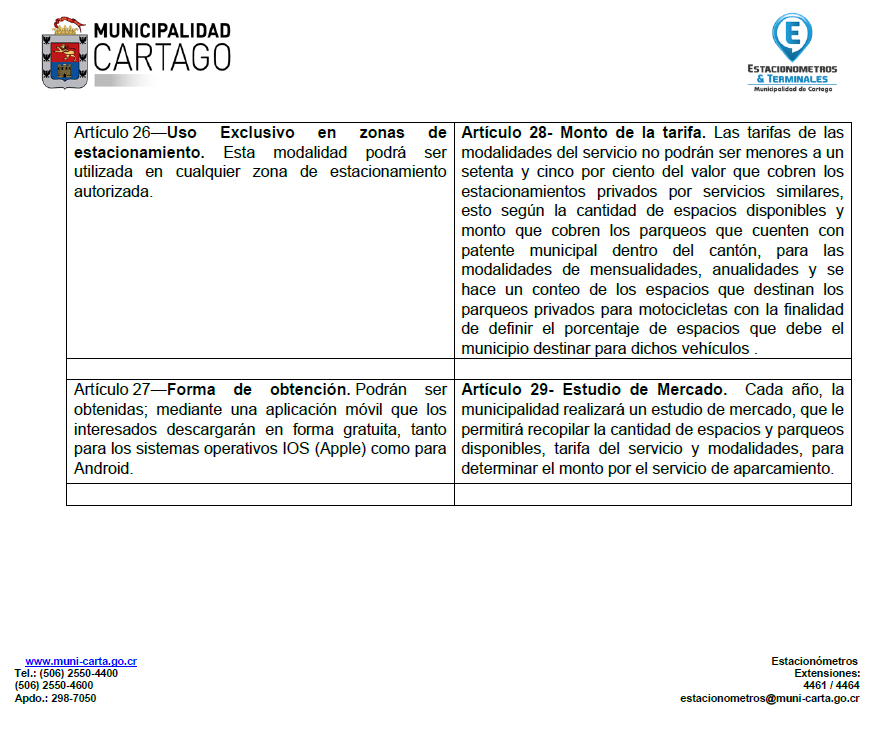 MUNICIPALIDAD
CARTAGO
E
ESTACIONOMETROS
& TERMINALES
Municipalidad de Cartago
Artículo 26—Uso Exclusivo en zonas de
estacionamiento. Esta modalidad podrá ser
utilizada en cualquier zona de estacionamiento
autorizada.
Artículo 28- Monto de la tarifa. Las tarifas de las
modalidades del servicio no podrán ser menores a un
setenta y cinco por ciento del valor que cobren los
estacionamientos privados por servicios similares,
esto según la cantidad de espacios disponibles y
monto que cobren los parqueos que cuenten con
patente municipal dentro del cantón, para las
modalidades de mensualidades, anualidades y se
hace un conteo de los espacios que destinan los
parqueos privados para motocicletas con la finalidad
de definir el porcentaje de espacios que debe el
municipio destinar para dichos vehículos .
Artículo 27—Forma de obtención. Podrán ser
obtenidas; mediante una aplicación móvil que los
interesados descargarán en forma gratuita, tanto
para los sistemas operativos IOS (Apple) como para
Android.
Artículo 29- Estudio de Mercado. Cada año, la
municipalidad realizará un estudio de mercado, que le
permitirá recopilar la cantidad de espacios y parqueos
disponibles, tarifa del servicio y modalidades, para
determinar el monto por el servicio de aparcamiento.
www.muni-carta.go.cr
Tel.: (506) 2550-4400
(506) 2550-4600
Apdo.: 298-7050
Estacionómetros
Extensiones:
4461 / 4464
estacionometros@muni-carta.go.cr